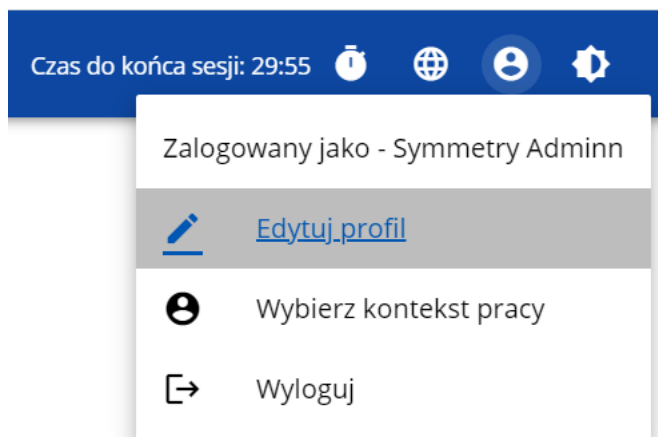 Czas do końca sesji: 29:55
Zalogowany jako - Symmetry Adminn
Edytuj profil
Wybierz kontekst pracy
Wyloguj